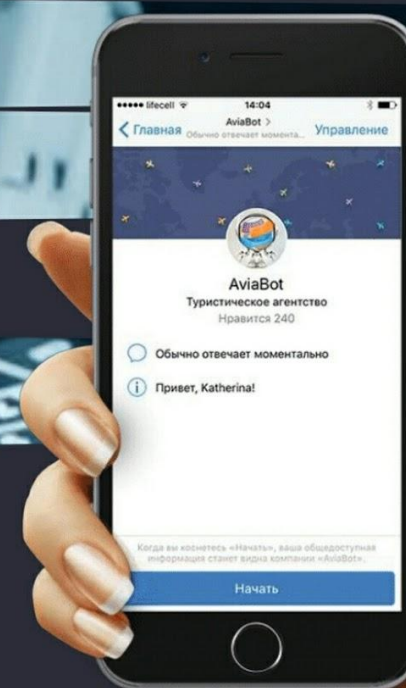 lifecell 14:04
Главная AviaBot > Управление
Обычно отвечает момента...
AviaBot
Туристическое агентство
Нравится 240
Обычно отвечает моментально
Привет, Katherina!
Когда вы коснетесь «Начать», ваша общедоступная
информация станет видна компании «AviaBot».
Начать